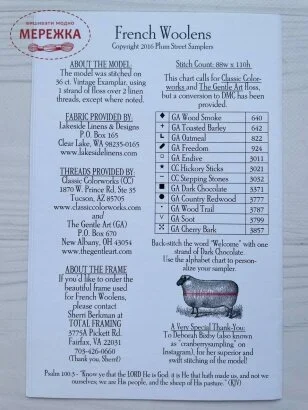 вишивати модно
МЕРЕЖКА
French Woolens
Copyright 2016 Plum Street Samplers
ABOUT THE MODEL:
The model was stitched on
36 ct. Vintage Examplar, using
1 strand of floss over 2 linen
threads, except where noted.
FABRIC PROVIDED BY:
Lakeside Linens & Designs
P.O. Box 165
Clear Lake, WI 98235-0165
www.lakesidelinens.com
THREADS PROVIDED BY:
Classic Colorworks (CC)
1870 W. Prince Rd. Ste 35
Tucson, AZ 85705
www.classiccolorworks.com
and
The Gentle Art (GA)
P.O. Box 670
New Albany, OH 43054
www.thegentleart.com
ABOUT THE FRAME
If you'd like to order the
beautiful frame used
for French Woolens,
please contact
Sherri Berkman at
TOTAL FRAMING
3775A Pickett Rd.
Fairfax, VA 22031
703-426-0660
(Thank you, Sherri!)
Stitch Count: 88w x 110h
This chart calls for Classic Color-
works and The Gentle Art floss,
but a conversion to DMC has been
provided.
GA Wood Smoke 640
GA Toasted Barley 642
GA Oatmeal 822
GA Freedom 924
GA Endive 3011
CC Hickory Sticks 3021
CC Stepping Stones 3032
GA Dark Chocolate 3371
GA Country Redwood 3777
GA Wood Trail 3787
GA Soot 3799
GA Cherry Bark 3857
Back-stitch the word "Welcome" with one
strand of Dark Chocolate.
Use the alphabet chart to person-
alize your sampler.
A Very Special Thank-You:
To Deborah Bixby (also known
as "cranberrysampling" on
Instagram), for her superior and
swift stitching of the model!
Psalm 100:3 - "Know ye that the LORD He is God: it is He that hath made us, and not we
ourselves; we are His people, and the sheep of His pasture." (KJV)